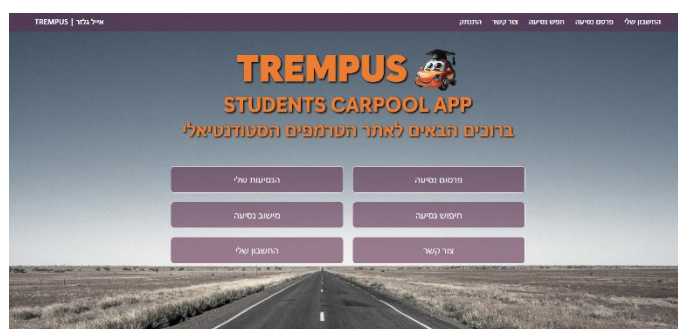 החשבון שלי פרסם נסיעה חפש נסיעה צור קשר התנתק
אייל גלזר | TREMPUS
TREMPUS
STUDENTS CARPOOL APP
ברוכים הבאים לאתר הטרמפים הסטודנטיאלי
פרסום נסיעה
הנסיעות שלי
חיפוש נסיעה
מישוב נסיעה
צור קשר
החשבון שלי